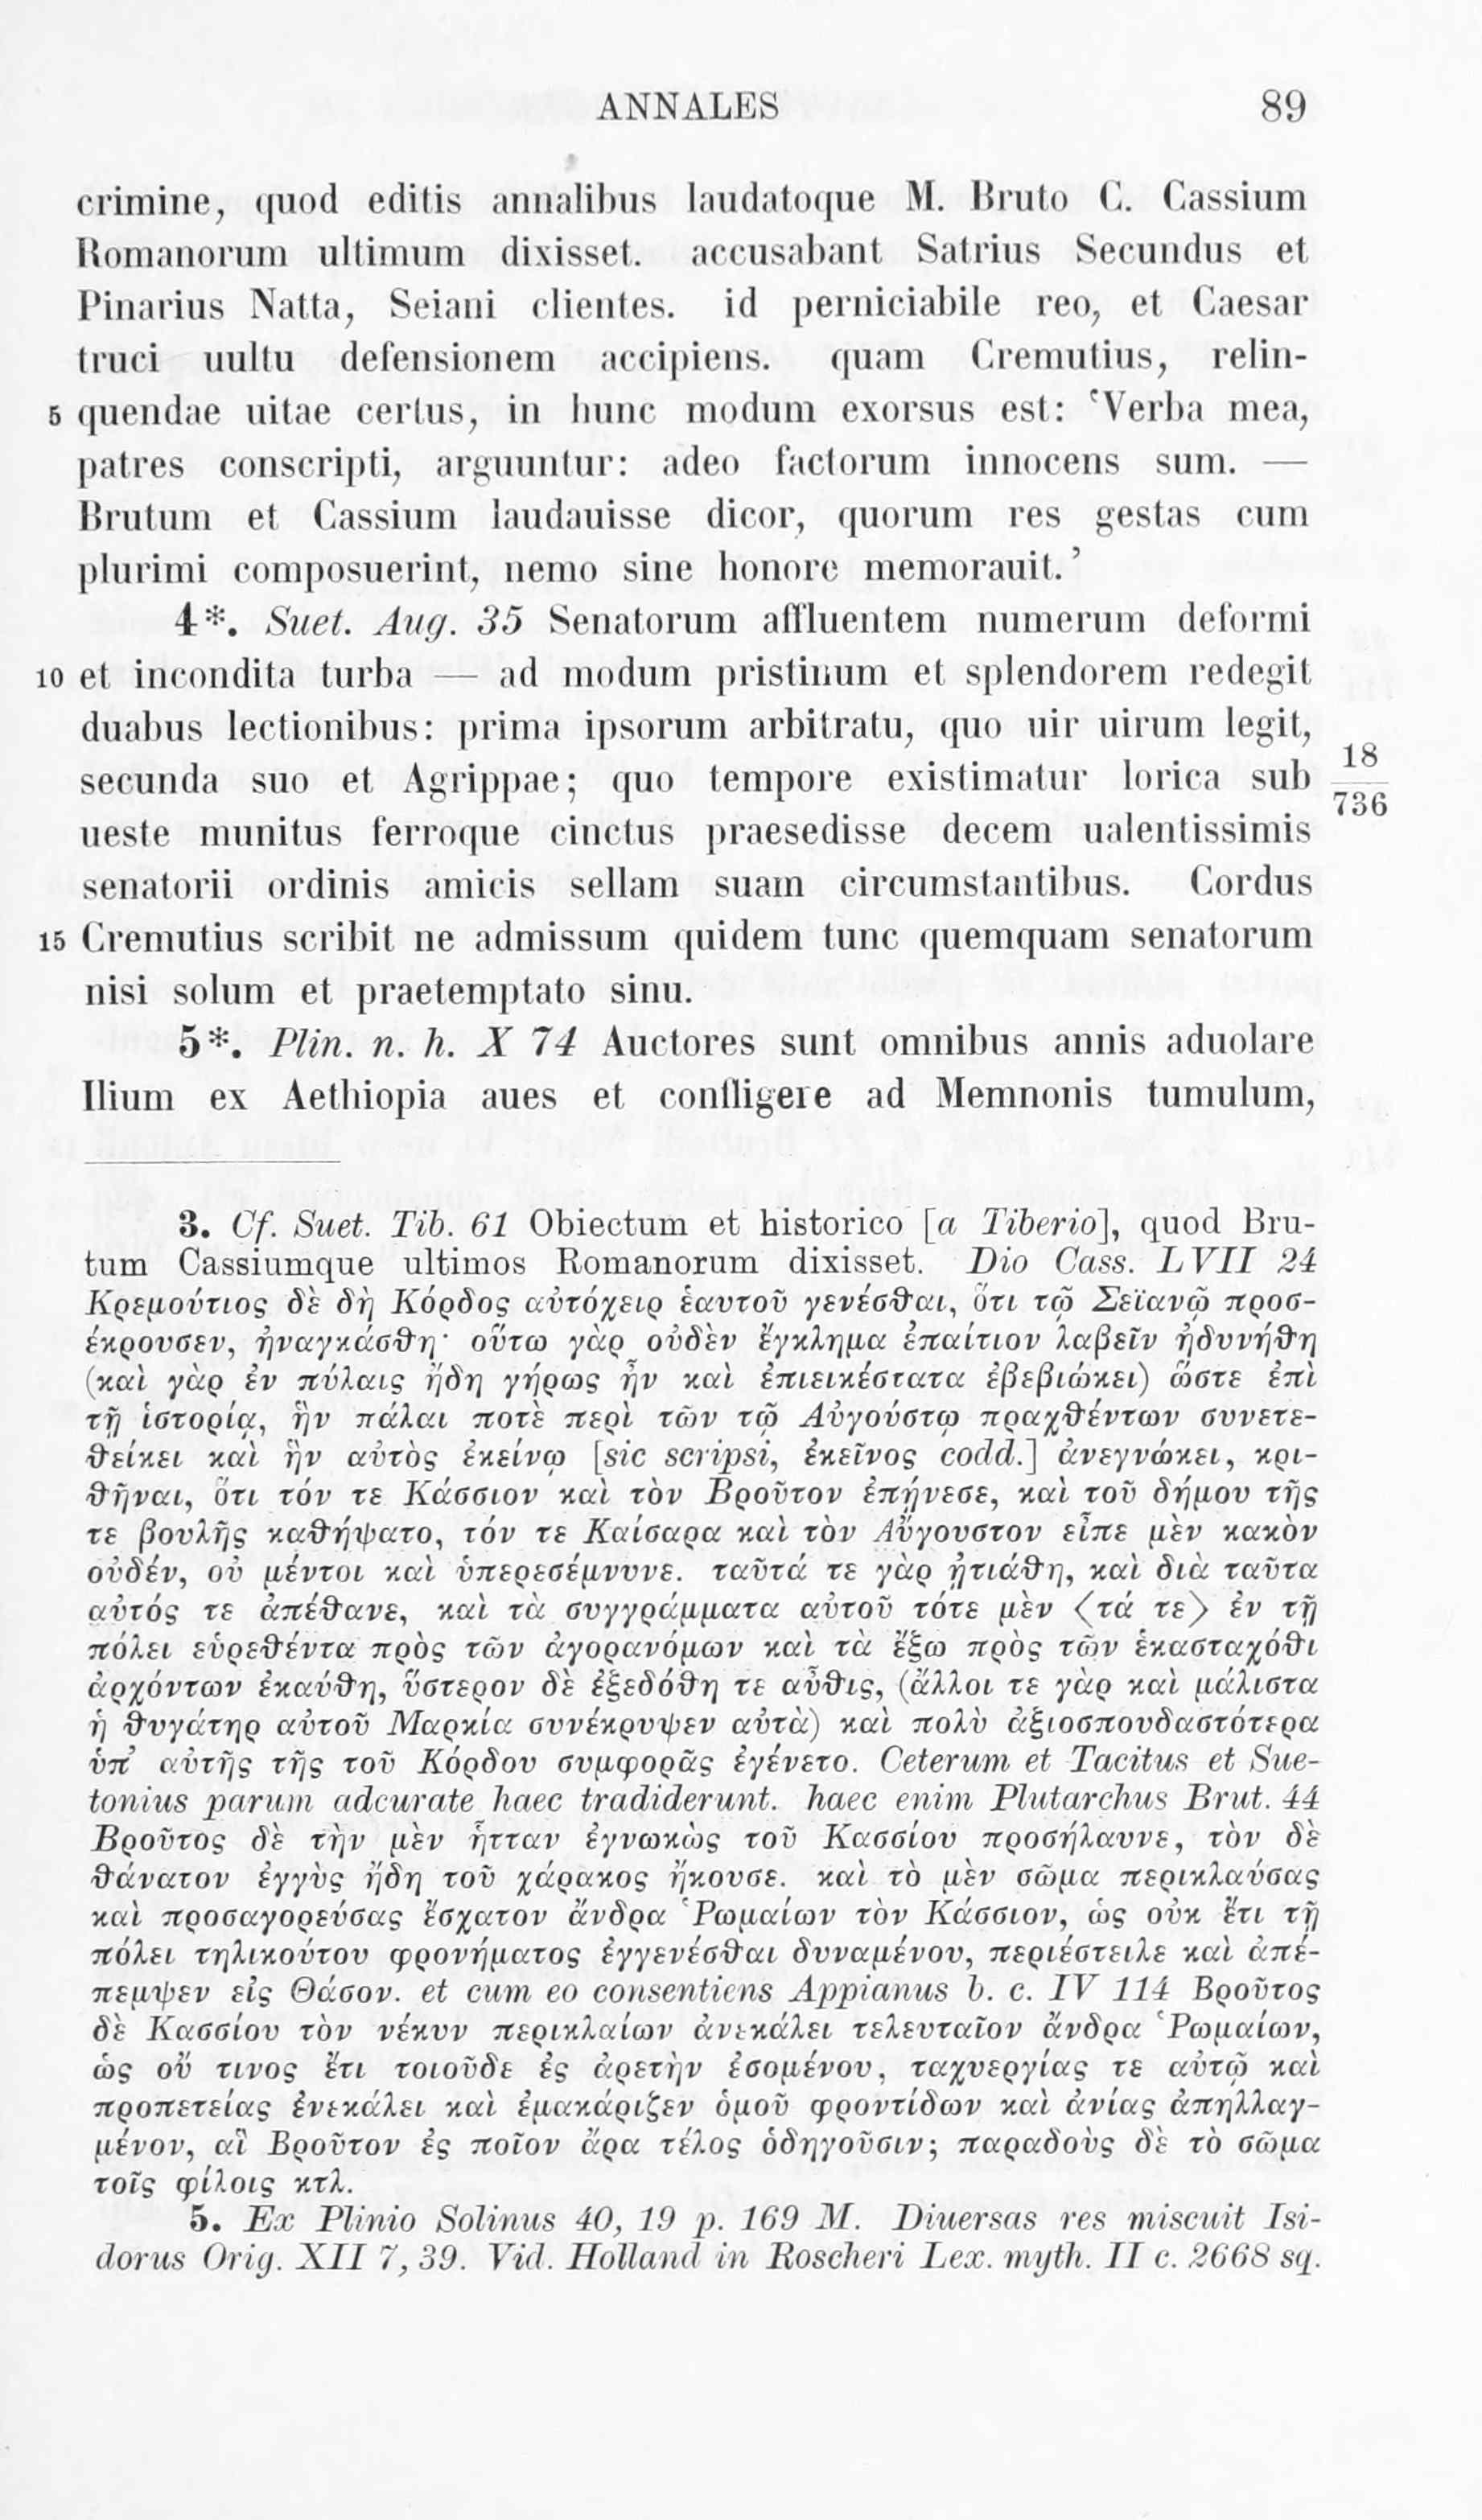 ANNALES 89
crimine, quod editis annalibus laudatoque M. Bruto C. Cassium
Romanorum ultimum dixisset. accusabant Satrius Secundus et
Pinarius Natta, Seiani clientes. id perniciabile reo, et Caesar
truci uultu defensionem accipiens. quam Cremutius, relin-
5 quendae uitae certus, in hunc modum exorsus est: ‘Verba mea,
patres conscripti, arguuntur: adeo factorum innocens sum. —
Brutum et Cassium laudauisse dicor, quorum res gestas cum
plurimi composuerint, nemo sine honore memorauit.’
4*. Suet. Aug. 35 Senatorum affluentem numerum deformi
10 et incondita turba — ad modum pristinum et splendorem redegit
duabus lectionibus: prima ipsorum arbitratu, quo uir uirum legit,
secunda suo et Agrippae; quo tempore existimatur lorica sub 18/736
ueste munitus ferroque cinctus praesedisse decem ualentissimis
senatorii ordinis amicis sellam suam circumstantibus. Cordus
15 Cremutius scribit ne admissum quidem tunc quemquam senatorum
nisi solum et praetemptato sinu.
5*. Plin. n. h. X 74 Auctores sunt omnibus annis aduolare
Ilium ex Aethiopia aues et confligere ad Memnonis tumulum,
3. Cf. Suet. Tib. 61 Obiectum et historico [a Tiberio], quod Bru-
tum Cassiumque ultimos Romanorum dixisset. Dio Cass. LVII 24
Κρεμούτιος δὲ δὴ Κόρδος αὐτόχειρ ἑαυτοῦ γενέσθαι, ὅτι τῷ Σεϊανῷ προσ-
έκρουσεν, ἠναγκάσθη· οὕτω γὰρ οὐδὲν ἔγκλημα ἐπαίτιον λαβεῖν ἠδυνήθη
(καὶ γὰρ ἐν πύλαις ἤδη γήρως ἦν καὶ ἐπιεικέστατα ἐβεβιώκει) ὥστε ἐπὶ
τῇ ἱστορίᾳ, ἣν πάλαι ποτὲ περὶ τῶν τῷ Αὐγούστῳ πραχθέντων συνετε-
θείκει καὶ ἣν αὐτὸς ἐκείνῳ [sic scripsi, ἐκεῖνος codd.] ἀνεγνώκει, κρι-
θῆναι, ὅτι τόν τε Κάσσιον καὶ τὸν Βροῦτον ἐπῄνεσε, καὶ τοῦ δήμου τῆς
τε βουλῆς καθήψατο, τόν τε Καίσαρα καὶ τὸν Αὔγουστον εἶπε μὲν κακὸν
οὐδέν, οὐ μέντοι καὶ ὑπερεσέμνυνε. ταῦτά τε γὰρ ᾐτιάθη, καὶ διὰ ταῦτα
αὐτός τε ἀπέθανε, καὶ τὰ συγγράμματα αὐτοῦ τότε μὲν ⟨τά τε⟩ ἐν τῇ
πόλει εὑρεθέντα πρὸς τῶν ἀγορανόμων καὶ τὰ ἔξω πρὸς τῶν ἑκασταχόθι
ἀρχόντων ἐκαύθη, ὕστερον δὲ ἐξεδόθη τε αὖθις, (ἄλλοι τε γὰρ καὶ μάλιστα
ἡ θυγάτηρ αὐτοῦ Μαρκία συνέκρυψεν αὐτὰ) καὶ πολὺ ἀξιοσπουδαστότερα
ὑπ’ αὐτῆς τῆς τοῦ Κόρδου συμφορᾶς ἐγένετο. Ceterum et Tacitus et Sue-
tonius parum adcurate haec tradiderunt. haec enim Plutarchus Brut. 44
Βροῦτος δὲ τὴν μὲν ἧτταν ἐγνωκὼς τοῦ Κασσίου προσήλαυνε, τὸν δὲ
θάνατον ἐγγὺς ἤδη τοῦ χάρακος ἤκουσε. καὶ τὸ μὲν σῶμα περικλαύσας
καὶ προσαγορεύσας ἔσχατον ἄνδρα Ῥωμαίων τὸν Κάσσιον, ὡς οὐκ ἔτι τῇ
πόλει τηλικούτου φρονήματος ἐγγενέσθαι δυναμένου, περιέστειλε καὶ ἀπέ-
πεμψεν εἰς Θάσον. et cum eo consentiens Appianus b. c. IV 114 Βροῦτος
δὲ Κασσίου τὸν νέκυν περικλαίων ἀνεκάλει τελευταῖον ἄνδρα Ῥωμαίων,
ὡς οὔ τινος ἔτι τοιοῦδε ἐς ἀρετὴν ἐσομένου, ταχυεργίας τε αὐτῷ καὶ
προπετείας ἐνεκάλει καὶ ἐμακάριζεν ὁμοῦ φροντίδων καὶ ἀνίας ἀπηλλαγ-
μένον, αἳ Βροῦτον ἐς ποῖον ἄρα τέλος ὁδηγοῦσιν; παραδοὺς δὲ τὸ σῶμα
τοῖς φίλοις κτλ.
5. Ex Plinio Solinus 40, 19 p. 169 M. Diuersas res miscuit Isi-
dorus Orig. XII 7, 39. Vid. Holland in Roscheri Lex. myth. II c. 2668 sq.